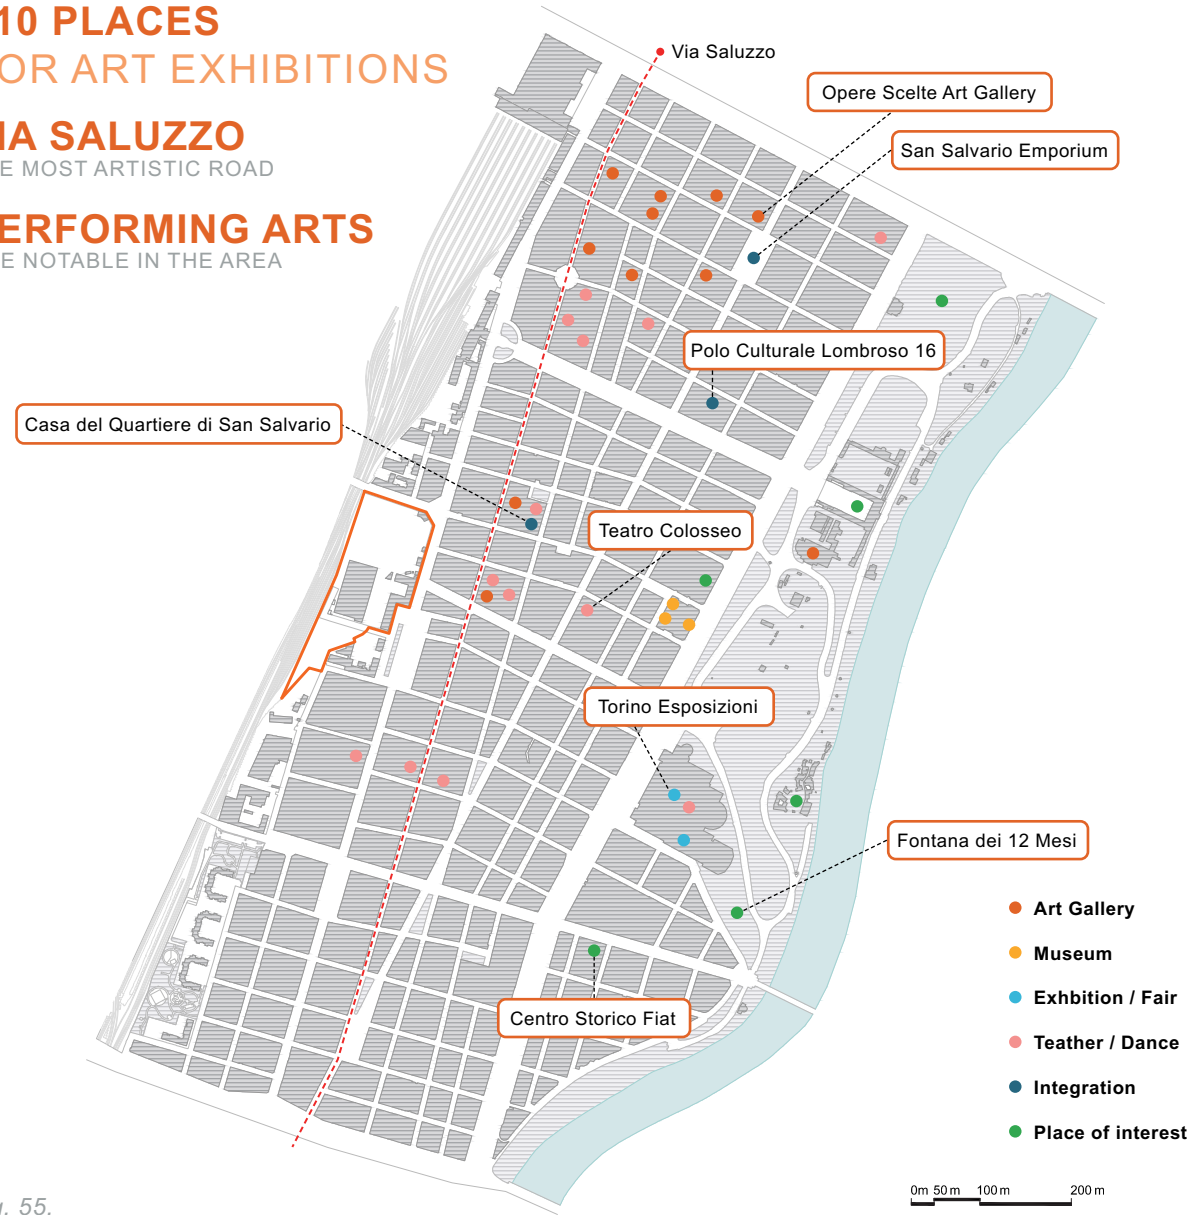 10 PLACES
OR ART EXHIBITIONS
IA SALUZZO
E MOST ARTISTIC ROAD
ERFORMING ARTS
E NOTABLE IN THE AREA
Via Saluzzo
Opere Scelte Art Gallery
San Salvario Emporium
Polo Culturale Lombroso 16
Casa del Quartiere di San Salvario
Teatro Colosseo
Torino Esposizioni
Fontana dei 12 Mesi
Centro Storico Fiat
Art Gallery
Museum
Exhbition / Fair
Teather / Dance
Integration
Place of interest
0m 50 m 100 m 200 m
. 55.